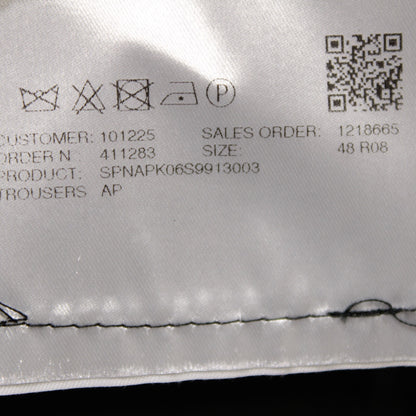 P
CUSTOMER: 101225 SALES ORDER: 1218665
ORDER N 411283 SIZE: 48 R08
PRODUCT: SPNAPK06S9913003
TROUSERS AP